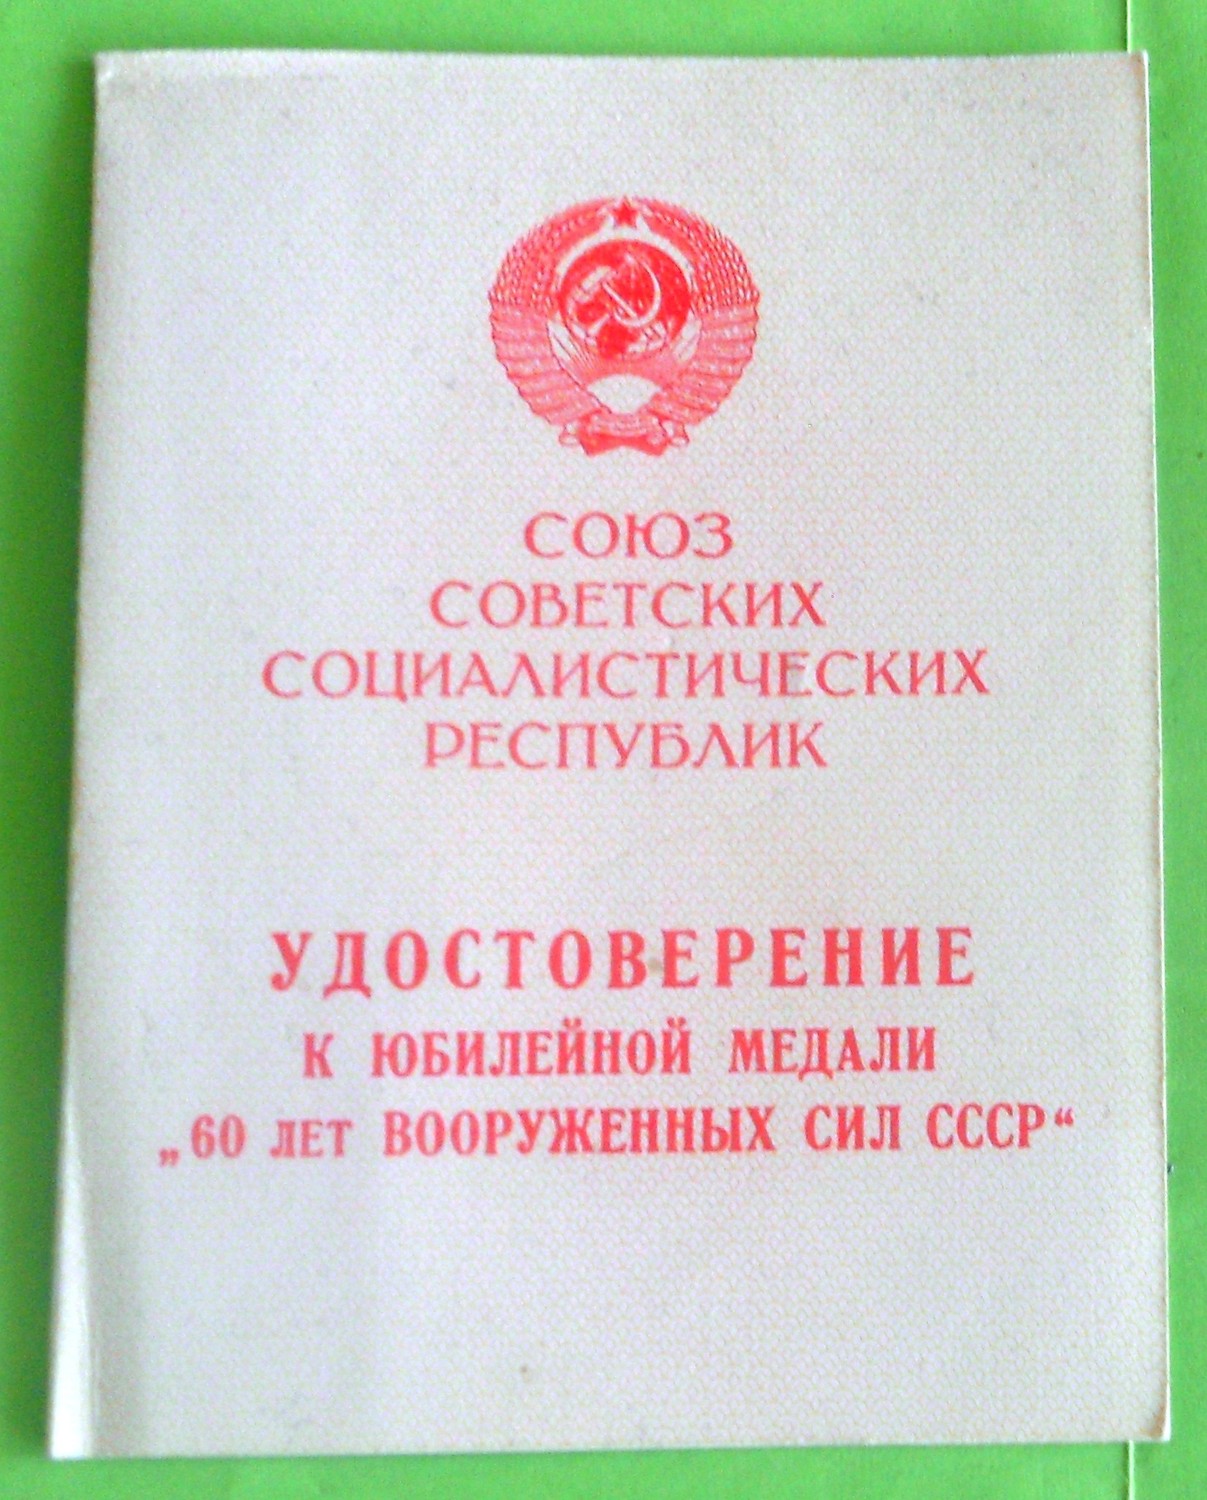 СОЮЗ
СОВЕТСКИХ
СОЦИАЛИСТИЧЕСКИХ
РЕСПУБЛИК
УДОСТОВЕРЕНИЕ
К ЮБИЛЕЙНОЙ МЕДАЛИ
„60 ЛЕТ ВООРУЖЕННЫХ СИЛ СССР“